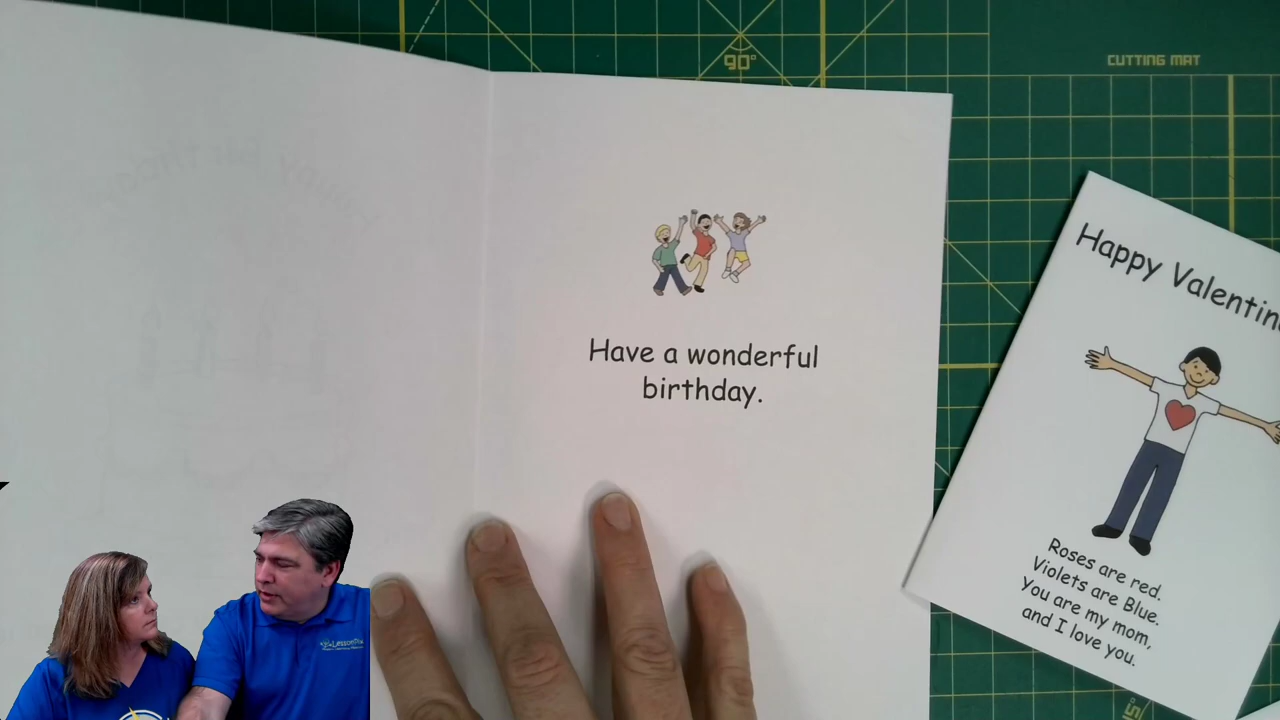 90°
CUTTING MAT
Have a wonderful
birthday.
Happy Valentin
Roses are red.
Violets are Blue.
You are my mom,
and I love you.